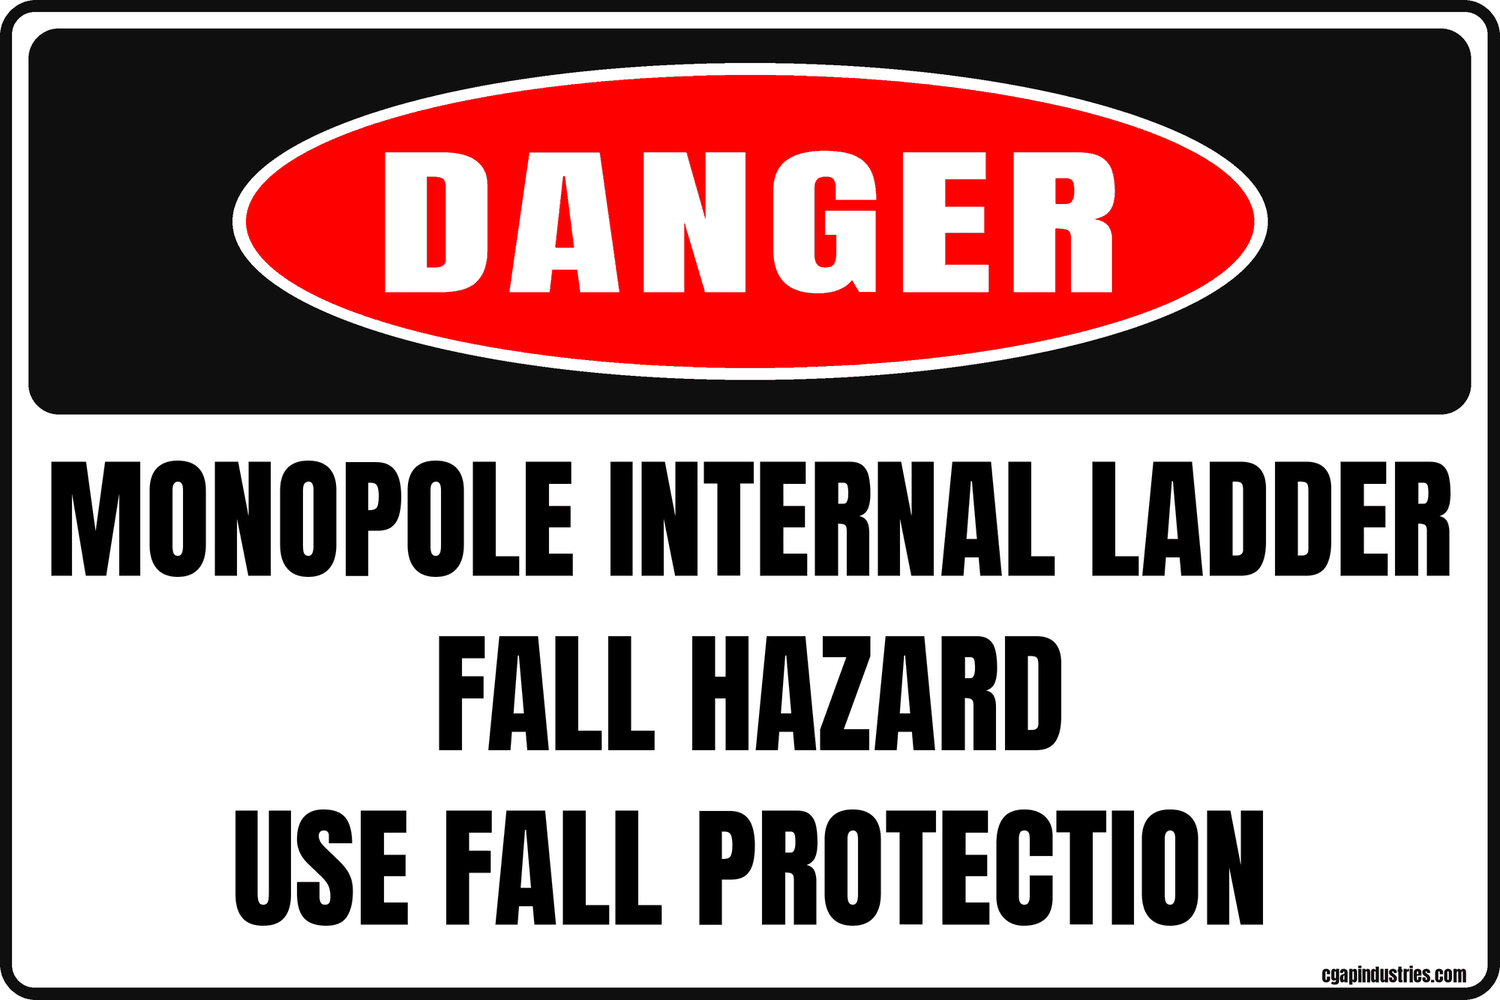 DANGER
MONOPOLE INTERNAL LADDER
FALL HAZARD
USE FALL PROTECTION
cgapindustries.com